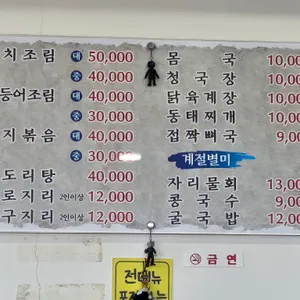 치조림 대 50,000
중 40,000
등어조림 대 40,000
중 30,000
지볶음 대 40,000
중 30,000
도리탕 40,000
로지리 2인이상 12,000
구지리 2인이상 12,000
몸국 10,00
청국장 10,00
닭육계장 10,00
동태찌개 10,00
접짝뼈국 9,00
계절별미
자리물회 13,00
콩국수 9,00
굴국밥 12,00
금연
전메뉴